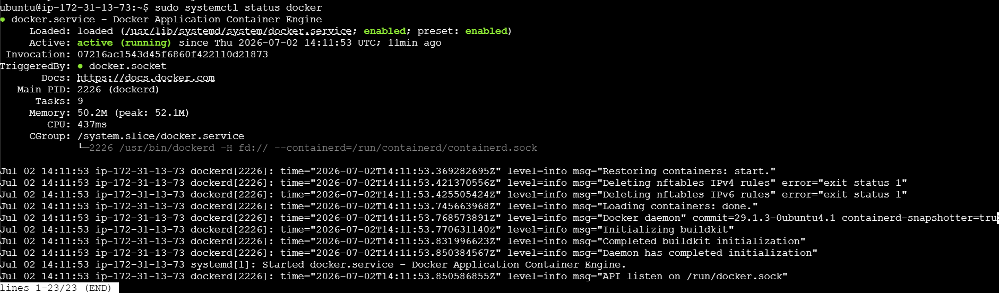 ubuntu@ip-172-31-13-73:~$ sudo systemctl status docker
● docker.service - Docker Application Container Engine
     Loaded: loaded (/usr/lib/systemd/system/docker.service; enabled; preset: enabled)
     Active: active (running) since Thu 2026-07-02 14:11:53 UTC; 11min ago
 Invocation: 07216ac1543d45f6860f422110d21873
TriggeredBy: ● docker.socket
       Docs: https://docs.docker.com
   Main PID: 2226 (dockerd)
      Tasks: 9
     Memory: 50.2M (peak: 52.1M)
        CPU: 437ms
     CGroup: /system.slice/docker.service
             └─2226 /usr/bin/dockerd -H fd:// --containerd=/run/containerd/containerd.sock

Jul 02 14:11:53 ip-172-31-13-73 dockerd[2226]: time="2026-07-02T14:11:53.369282695Z" level=info msg="Restoring containers: start."
Jul 02 14:11:53 ip-172-31-13-73 dockerd[2226]: time="2026-07-02T14:11:53.421370556Z" level=info msg="Deleting nftables IPv4 rules" error="exit status 1"
Jul 02 14:11:53 ip-172-31-13-73 dockerd[2226]: time="2026-07-02T14:11:53.425505424Z" level=info msg="Deleting nftables IPv6 rules" error="exit status 1"
Jul 02 14:11:53 ip-172-31-13-73 dockerd[2226]: time="2026-07-02T14:11:53.745663968Z" level=info msg="Loading containers: done."
Jul 02 14:11:53 ip-172-31-13-73 dockerd[2226]: time="2026-07-02T14:11:53.768573891Z" level=info msg="Docker daemon" commit=29.1.3-0ubuntu4.1 containerd-snapshotter=tru>
Jul 02 14:11:53 ip-172-31-13-73 dockerd[2226]: time="2026-07-02T14:11:53.770631140Z" level=info msg="Initializing buildkit"
Jul 02 14:11:53 ip-172-31-13-73 dockerd[2226]: time="2026-07-02T14:11:53.831996623Z" level=info msg="Completed buildkit initialization"
Jul 02 14:11:53 ip-172-31-13-73 dockerd[2226]: time="2026-07-02T14:11:53.850384567Z" level=info msg="Daemon has completed initialization"
Jul 02 14:11:53 ip-172-31-13-73 systemd[1]: Started docker.service - Docker Application Container Engine.
Jul 02 14:11:53 ip-172-31-13-73 dockerd[2226]: time="2026-07-02T14:11:53.850586855Z" level=info msg="API listen on /run/docker.sock"
lines 1-23/23 (END)